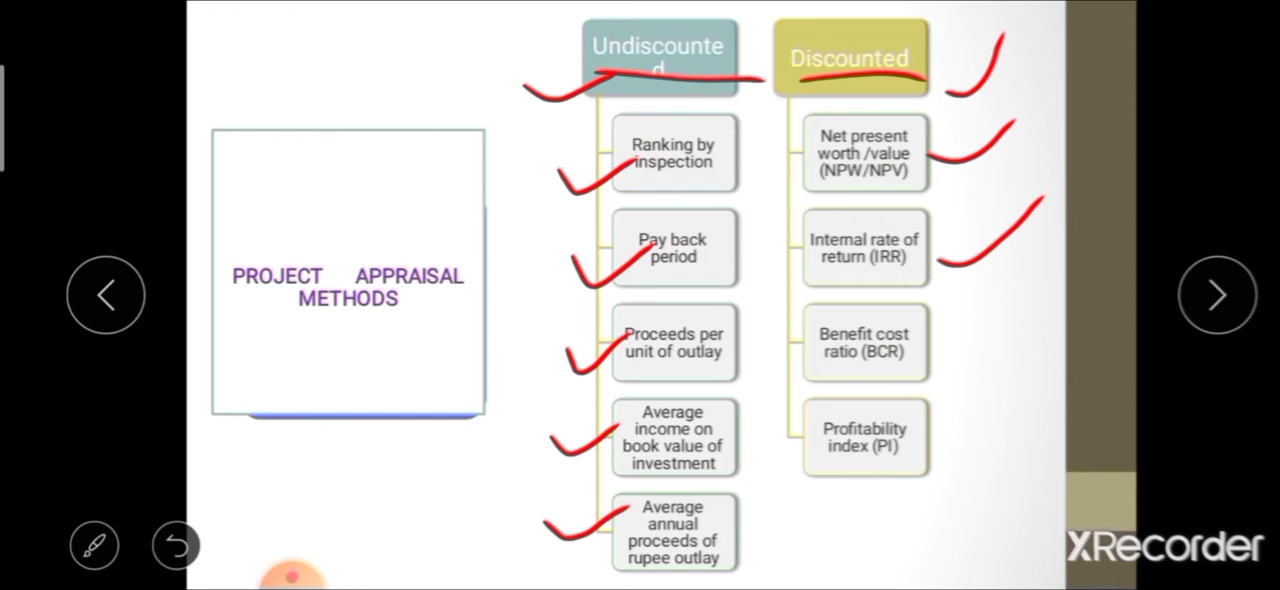 PROJECT APPRAISAL
METHODS
Undiscounte
d
Ranking by
inspection
Pay back
period
Proceeds per
unit of outlay
Average
income on
book value of
investment
Average
annual
proceeds of
rupee outlay
Discounted
Net present
worth /value
(NPW/NPV)
Internal rate of
return (IRR)
Benefit cost
ratio (BCR)
Profitability
index (PI)
XRecorder